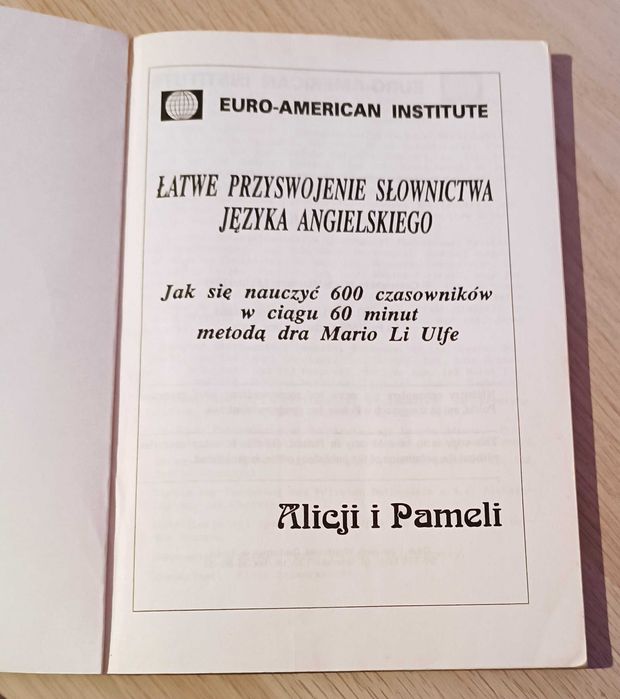 EURO-AMERICAN INSTITUTE
ŁATWE PRZYSWOJENIE SŁOWNICTWA
JĘZYKA ANGIELSKIEGO
Jak się nauczyć 600 czasowników
w ciągu 60 minut
metodą dra Mario Li Ulfe
Alicji i Pameli